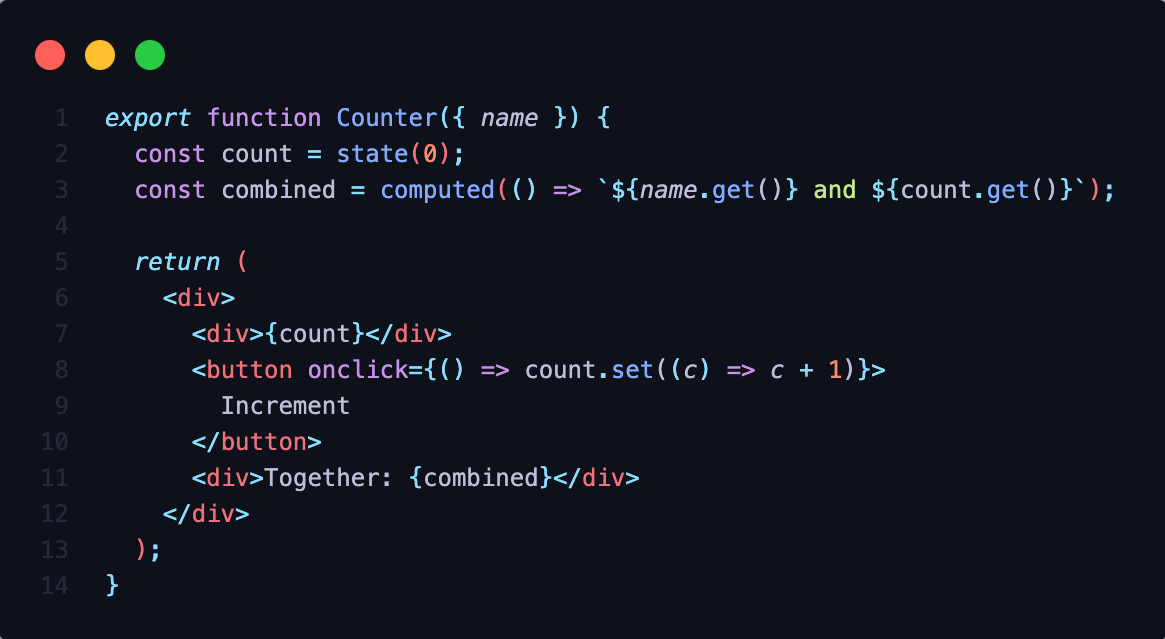 1 export function Counter({ name }) {
2   const count = state(0);
3   const combined = computed(() => `${name.get()} and ${count.get()}`);
4
5   return (
6     <div>
7       <div>{count}</div>
8       <button onclick={() => count.set((c) => c + 1)}>
9         Increment
10       </button>
11       <div>Together: {combined}</div>
12     </div>
13   );
14 }